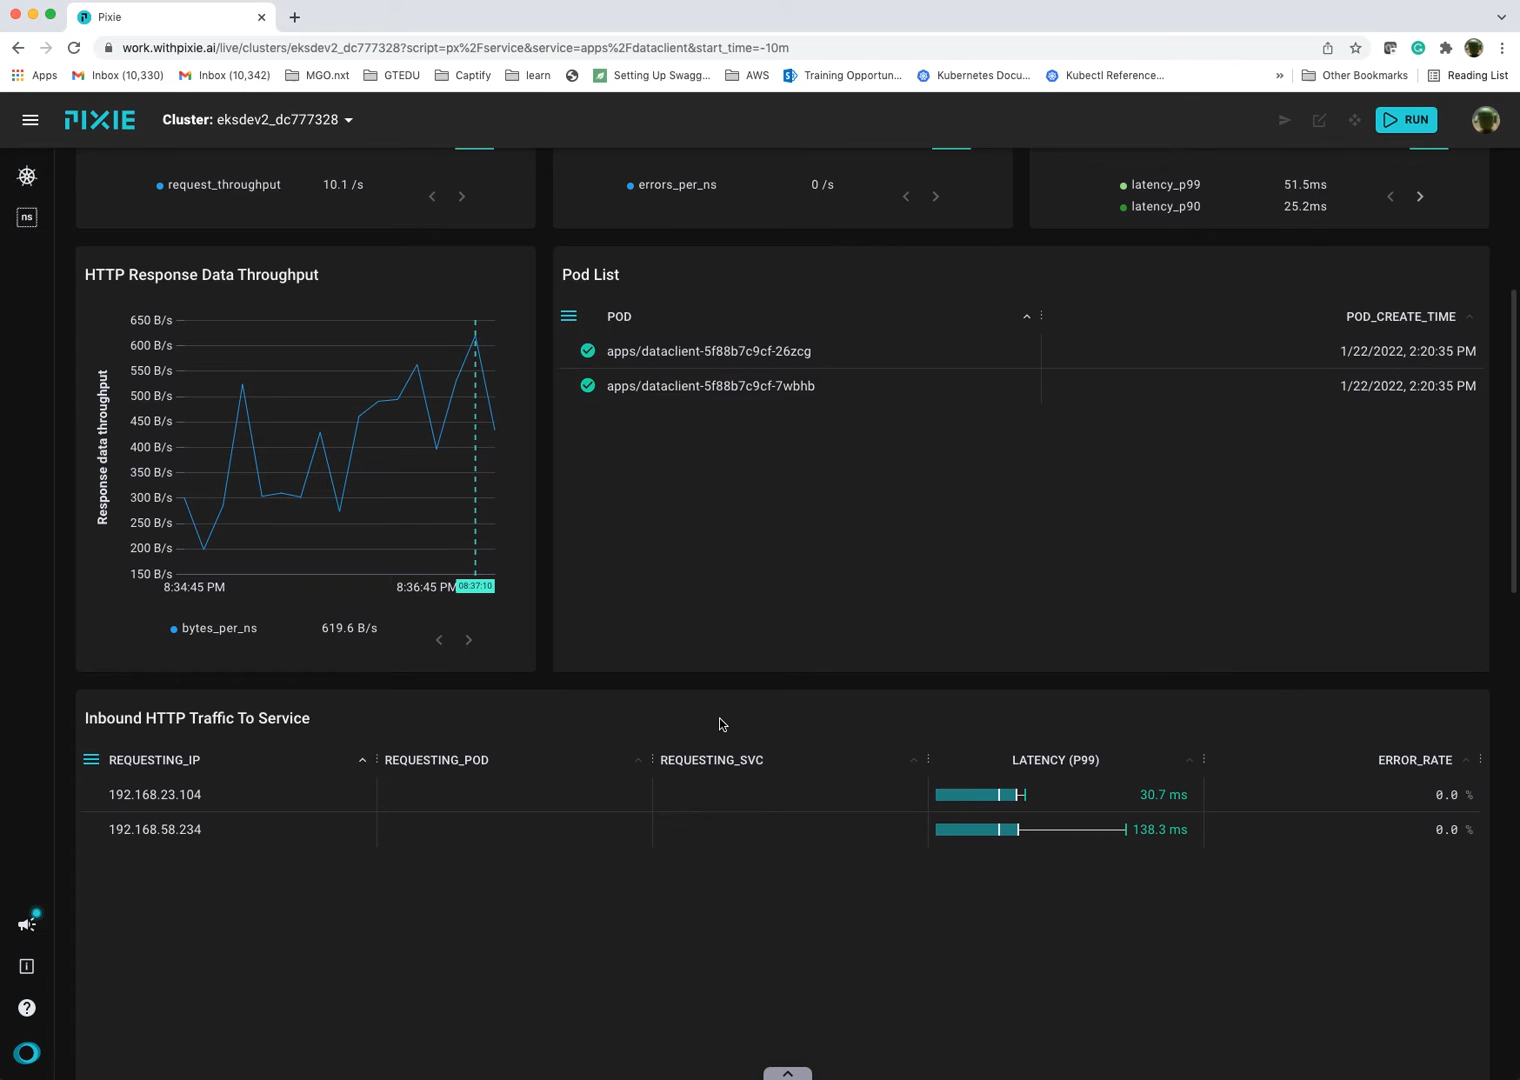 Pixie
work.withpixie.ai/live/clusters/eksdev2_dc777328?script=px%2Fservice&service=apps%2Fdataclient&start_time=-10m
Apps Inbox (10,330) Inbox (10,342) MGO.nxt GTEDU Captify learn Setting Up Swagg... AWS Training Opportun... Kubernetes Docu... Kubectl Reference... » Other Bookmarks Reading List
PIXIE Cluster: eksdev2_dc777328 RUN
ns
request_throughput 10.1 /s
errors_per_ns 0 /s
latency_p99 51.5ms
latency_p90 25.2ms
HTTP Response Data Throughput
Response data throughput
650 B/s
600 B/s
550 B/s
500 B/s
450 B/s
400 B/s
350 B/s
300 B/s
250 B/s
200 B/s
150 B/s
8:34:45 PM 8:36:45 PM 08:37:10
bytes_per_ns 619.6 B/s
Pod List
POD POD_CREATE_TIME
apps/dataclient-5f88b7c9cf-26zcg 1/22/2022, 2:20:35 PM
apps/dataclient-5f88b7c9cf-7wbhb 1/22/2022, 2:20:35 PM
Inbound HTTP Traffic To Service
REQUESTING_IP REQUESTING_POD REQUESTING_SVC LATENCY (P99) ERROR_RATE
192.168.23.104 30.7 ms 0.0 %
192.168.58.234 138.3 ms 0.0 %